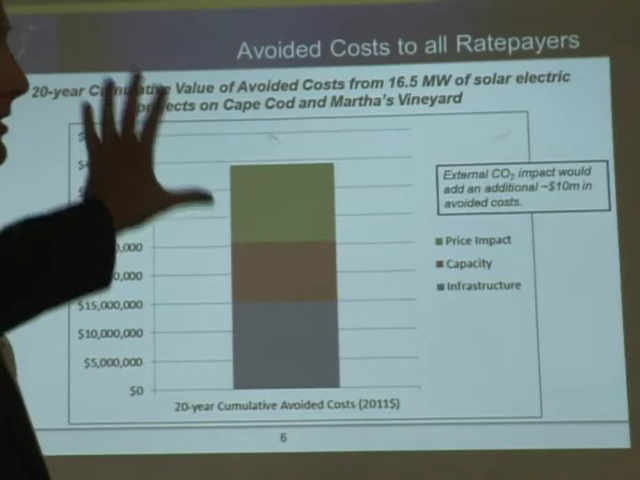 Avoided Costs to all Ratepayers
20-year Value of Avoided Costs from 16.5 MW of solar electric
on Cape Cod and Martha's Vineyard
External CO₂ impact would
add an additional ~$10m in
avoided costs.
Price Impact
Capacity
Infrastructure
$15,000,000
$10,000,000
$5,000,000
$0
20-year Cumulative Avoided Costs (2011$)
6